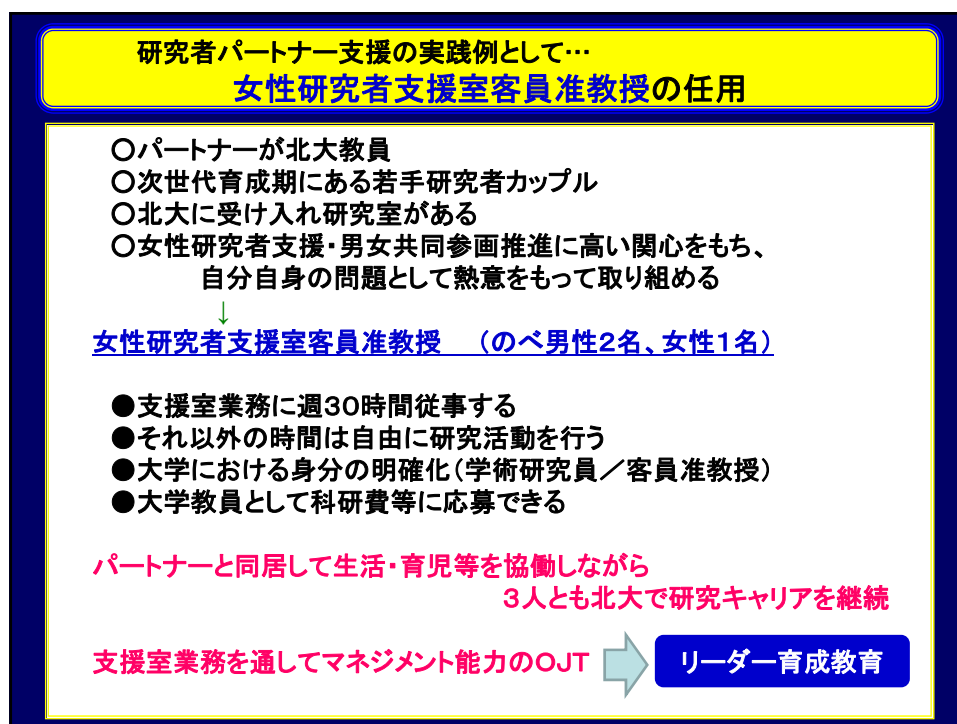 研究者パートナー支援の実践例として…
女性研究者支援室客員准教授の任用
○パートナーが北大教員
○次世代育成期にある若手研究者カップル
○北大に受け入れ研究室がある
○女性研究者支援・男女共同参画推進に高い関心をもち、
自分自身の問題として熱意をもって取り組める
↓
女性研究者支援室客員准教授　（のべ男性２名、女性１名）
●支援室業務に週３０時間従事する
●それ以外の時間は自由に研究活動を行う
●大学における身分の明確化（学術研究員／客員准教授）
●大学教員として科研費等に応募できる
パートナーと同居して生活・育児等を協働しながら
３人とも北大で研究キャリアを継続
支援室業務を通してマネジメント能力のＯＪＴ
リーダー育成教育